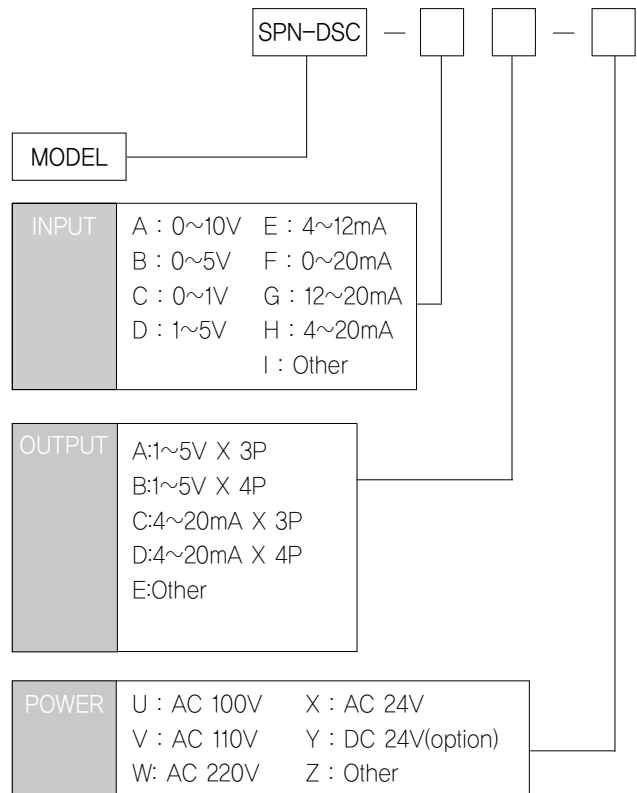 SPN-DSC －　－
MODEL
INPUT
A : 0~10V E : 4~12mA
B : 0~5V F : 0~20mA
C : 0~1V G : 12~20mA
D : 1~5V H : 4~20mA
I : Other
OUTPUT
A:1~5V X 3P
B:1~5V X 4P
C:4~20mA X 3P
D:4~20mA X 4P
E:Other
POWER
U : AC 100V X : AC 24V
V : AC 110V Y : DC 24V(option)
W: AC 220V Z : Other